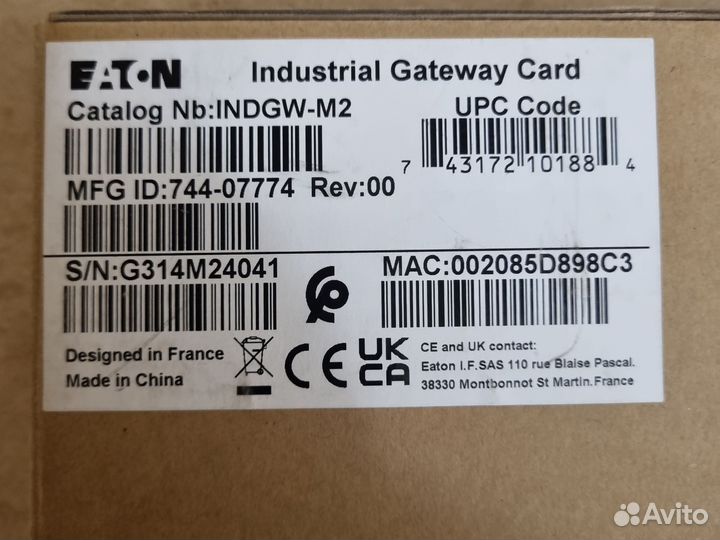 EATON
Industrial Gateway Card
Catalog Nb:INDGW-M2
UPC Code
7 43172 10188 4
MFG ID:744-07774 Rev:00
S/N:G314M24041
MAC:002085D898C3
Designed in France
Made in China
CE
UK
CA
CE and UK contact:
Eaton I.F.SAS 110 rue Blaise Pascal.
38330 Montbonnot St Martin.France
Avito